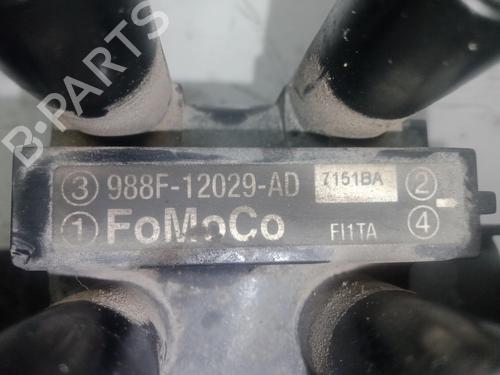 ③ 988F-12029-AD 7151BA ②
① FoMoCo FI1TA ④
B-PARTS